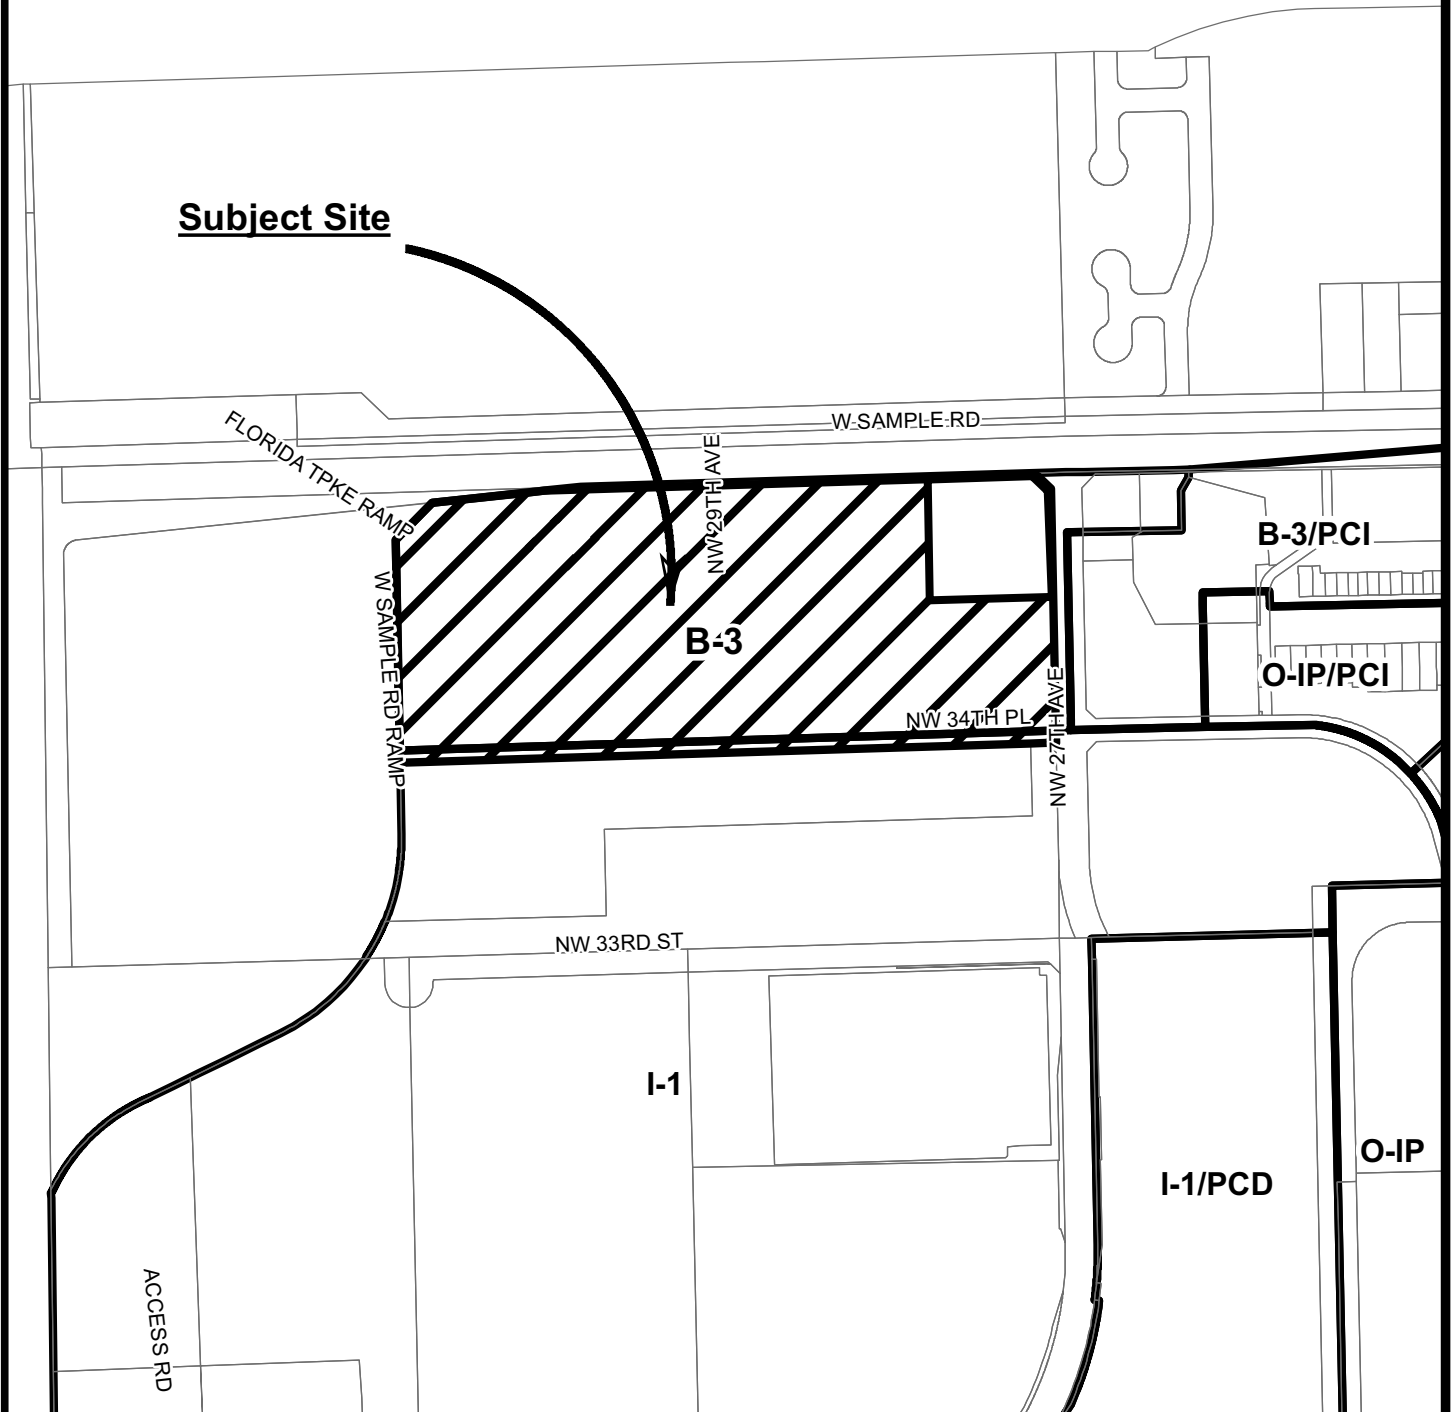 Subject Site
W SAMPLE RD
FLORIDA TPKE RAMP
NW 29TH AVE
B-3/PCI
W SAMPLE RD RAMP
B-3
O-IP/PCI
NW 34TH PL
NW 27TH AVE
NW 33RD ST
I-1
O-IP
I-1/PCD
ACCESS RD